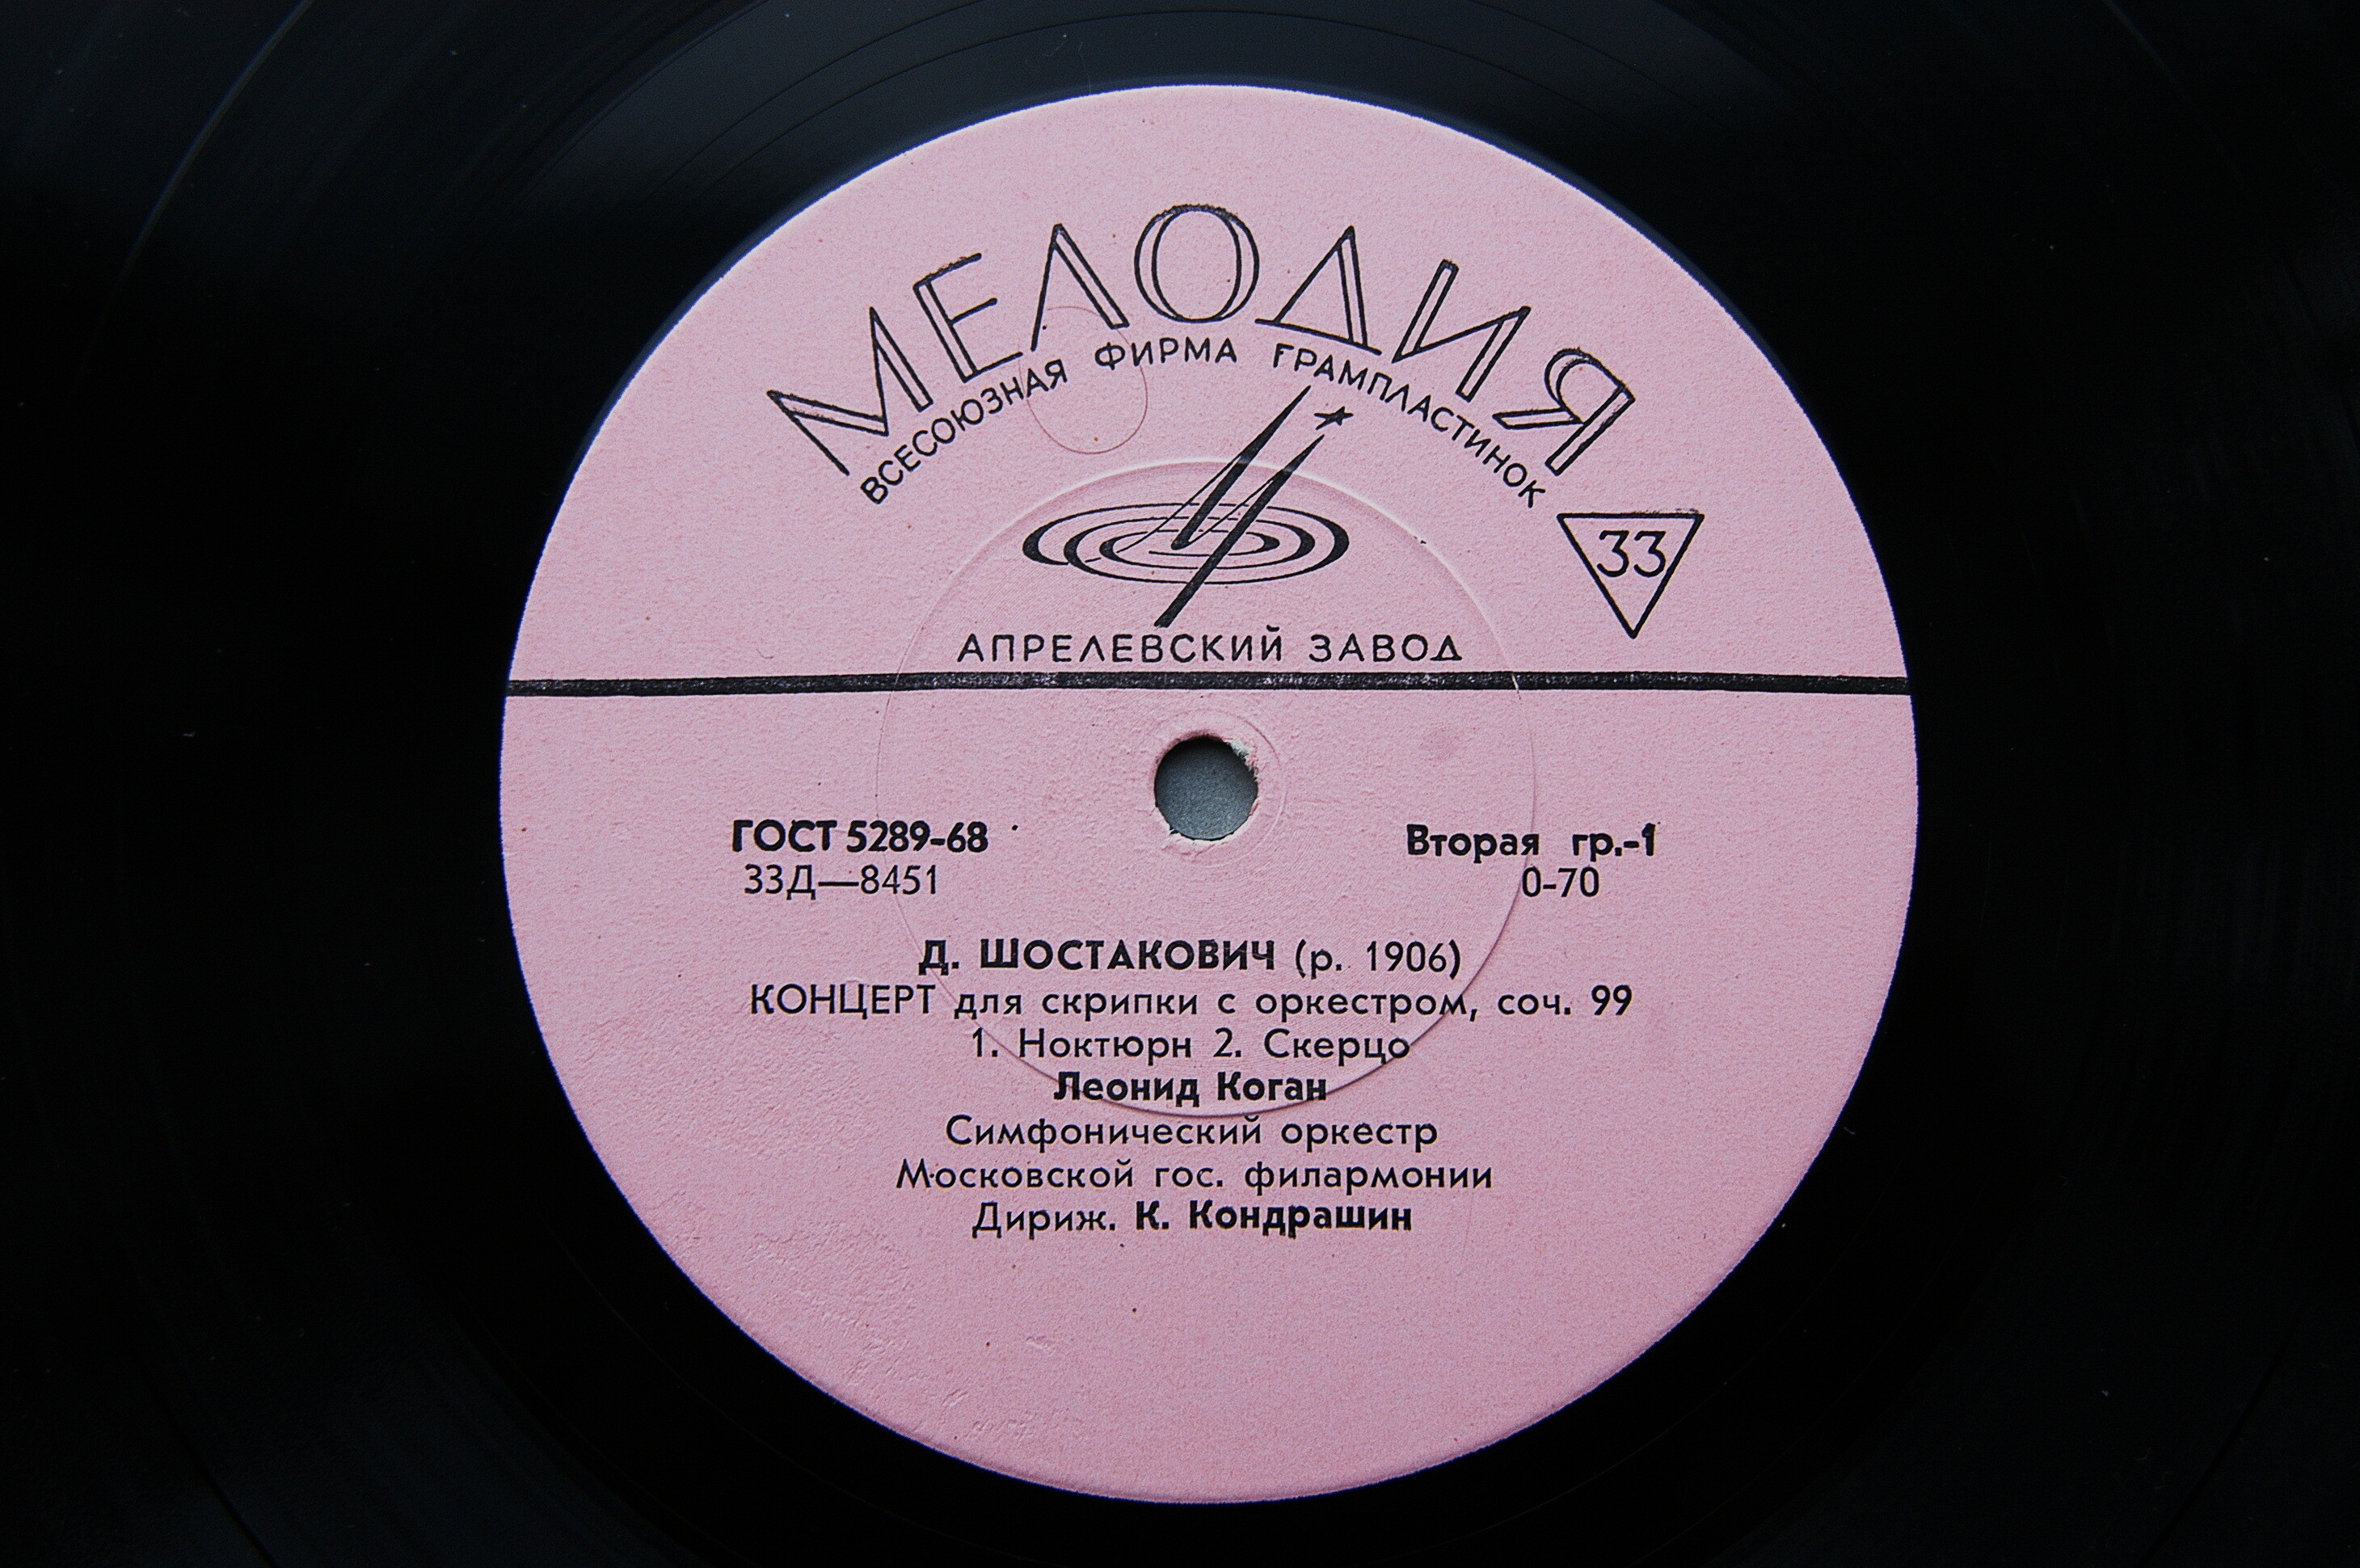 МЕЛОДИЯ
ВСЕСОЮЗНАЯ ФИРМА ГРАМПЛАСТИНОК
33
АПРЕЛЕВСКИЙ ЗАВОД
ГОСТ 5289-68 Вторая гр.-1
33Д—8451 0-70
Д. ШОСТАКОВИЧ (р. 1906)
КОНЦЕРТ для скрипки с оркестром, соч. 99
1. Ноктюрн 2. Скерцо
Леонид Коган
Симфонический оркестр
Московской гос. филармонии
Дириж. К. Кондрашин